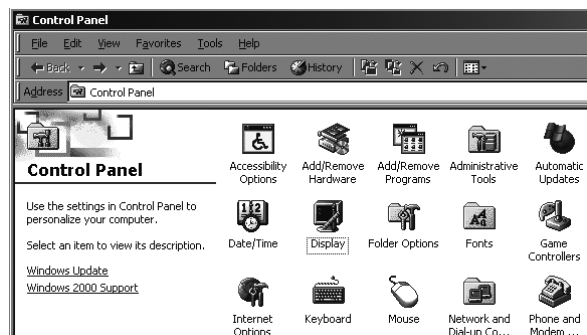 Control Panel
File Edit View Favorites Tools Help
Back Search Folders History
Address Control Panel
Control Panel
Use the settings in Control Panel to
personalize your computer.
Select an item to view its description.
Windows Update
Windows 2000 Support
Accessibility
Options
Add/Remove
Hardware
Add/Remove
Programs
Administrative
Tools
Automatic
Updates
Date/Time
Display
Folder Options
Fonts
Game
Controllers
Internet
Options
Keyboard
Mouse
Network and
Dial-up Co...
Phone and
Modem ...